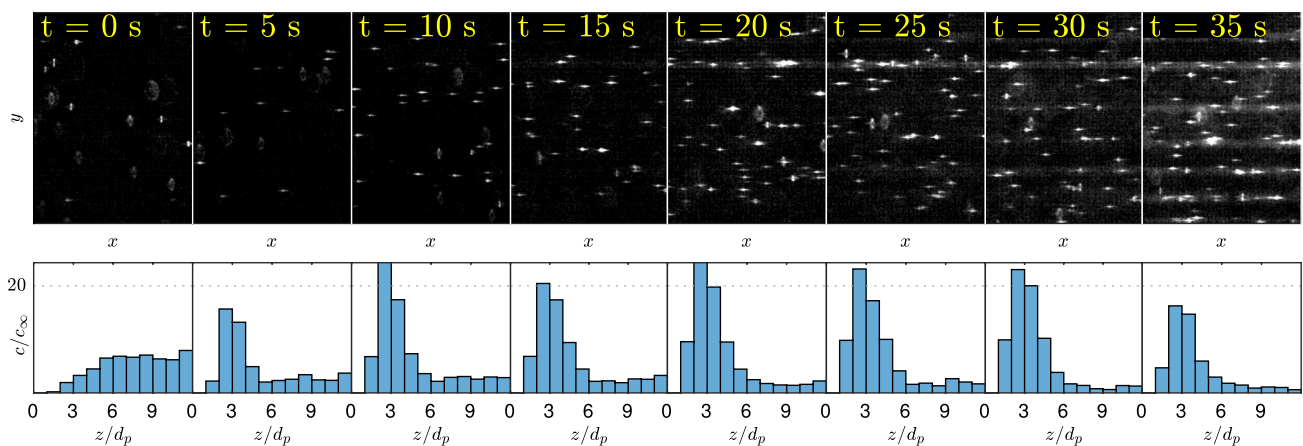 t = 0 s t = 5 s t = 10 s t = 15 s t = 20 s t = 25 s t = 30 s t = 35 s
y
x x x x x x x x
20
c/c∞
0 3 6 9 0 3 6 9 0 3 6 9 0 3 6 9 0 3 6 9 0 3 6 9 0 3 6 9 0 3 6 9
z/dp z/dp z/dp z/dp z/dp z/dp z/dp z/dp